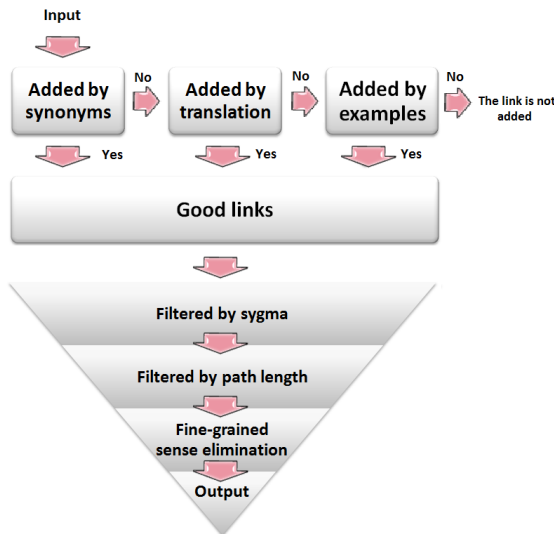 Input
Added by
synonyms
No
Added by
translation
No
Added by
examples
No
The link is not
added
Yes
Yes
Yes
Good links
Filtered by sygma
Filtered by path length
Fine-grained
sense elimination
Output